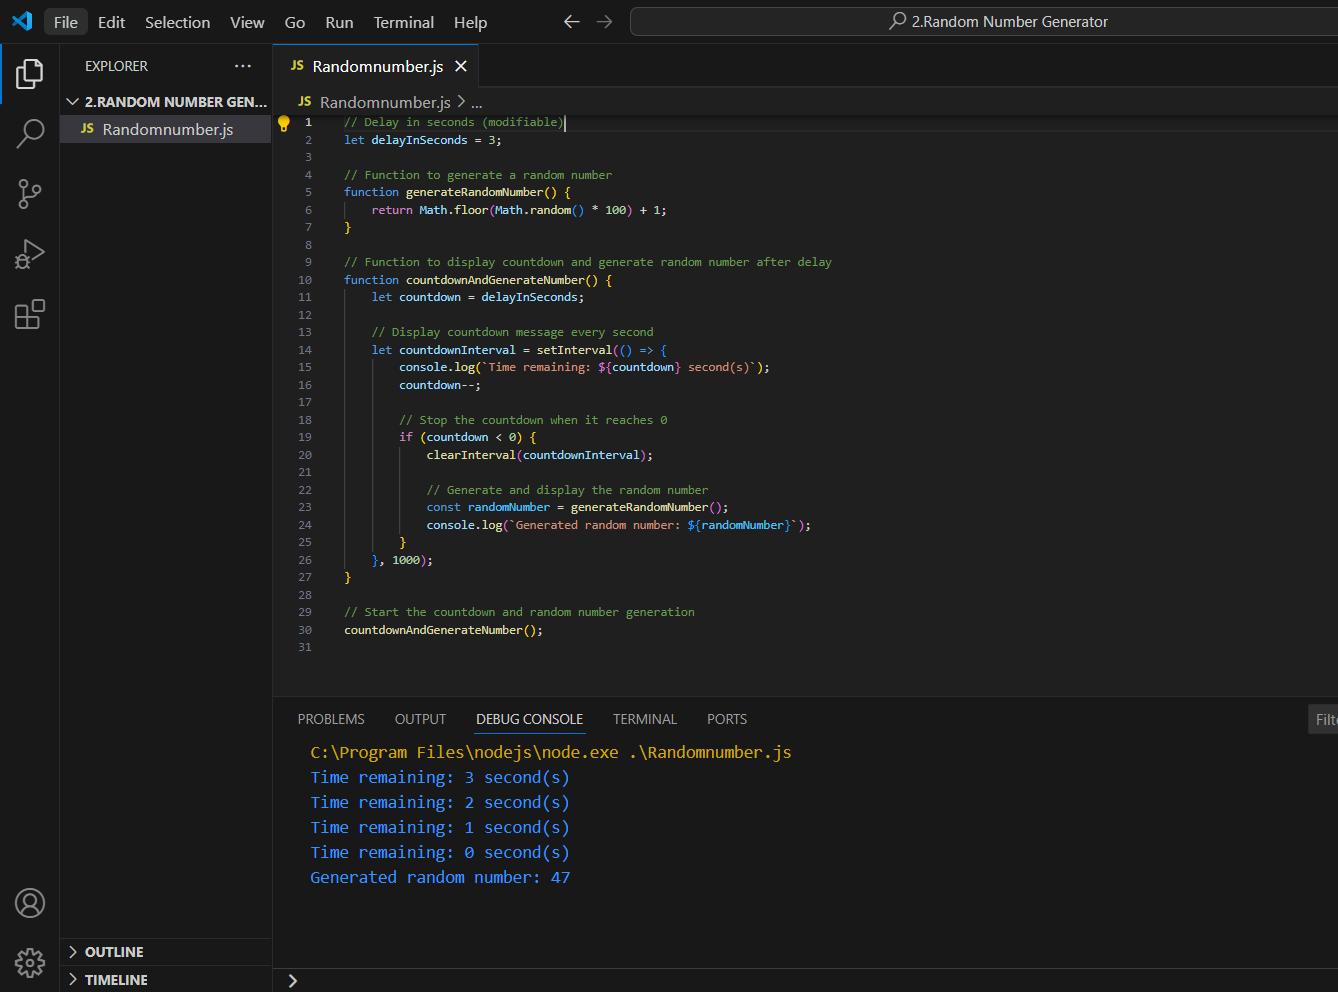 File Edit Selection View Go Run Terminal Help 2.Random Number Generator
EXPLORER
2.RANDOM NUMBER GEN...
JS Randomnumber.js
JS Randomnumber.js
JS Randomnumber.js > ...
1 // Delay in seconds (modifiable)
2 let delayInSeconds = 3;
3
4 // Function to generate a random number
5 function generateRandomNumber() {
6     return Math.floor(Math.random() * 100) + 1;
7 }
8
9 // Function to display countdown and generate random number after delay
10 function countdownAndGenerateNumber() {
11     let countdown = delayInSeconds;
12
13     // Display countdown message every second
14     let countdownInterval = setInterval(() => {
15         console.log(`Time remaining: ${countdown} second(s)`);
16         countdown--;
17
18         // Stop the countdown when it reaches 0
19         if (countdown < 0) {
20             clearInterval(countdownInterval);
21
22             // Generate and display the random number
23             const randomNumber = generateRandomNumber();
24             console.log(`Generated random number: ${randomNumber}`);
25         }
26     }, 1000);
27 }
28
29 // Start the countdown and random number generation
30 countdownAndGenerateNumber();
31
PROBLEMS OUTPUT DEBUG CONSOLE TERMINAL PORTS Filte
C:\Program Files\nodejs\node.exe .\Randomnumber.js
Time remaining: 3 second(s)
Time remaining: 2 second(s)
Time remaining: 1 second(s)
Time remaining: 0 second(s)
Generated random number: 47
OUTLINE
TIMELINE